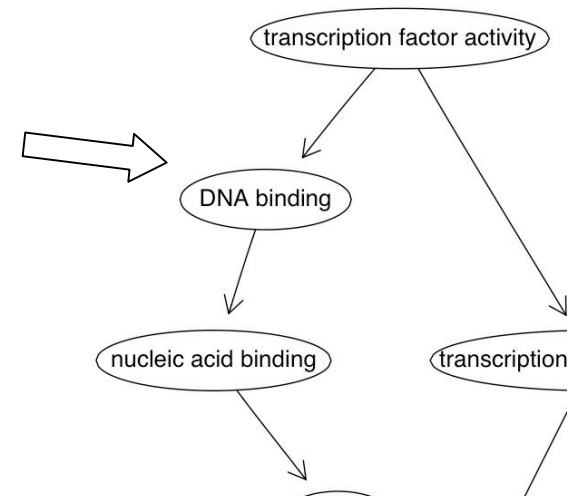 transcription factor activity
DNA binding
nucleic acid binding
transcription